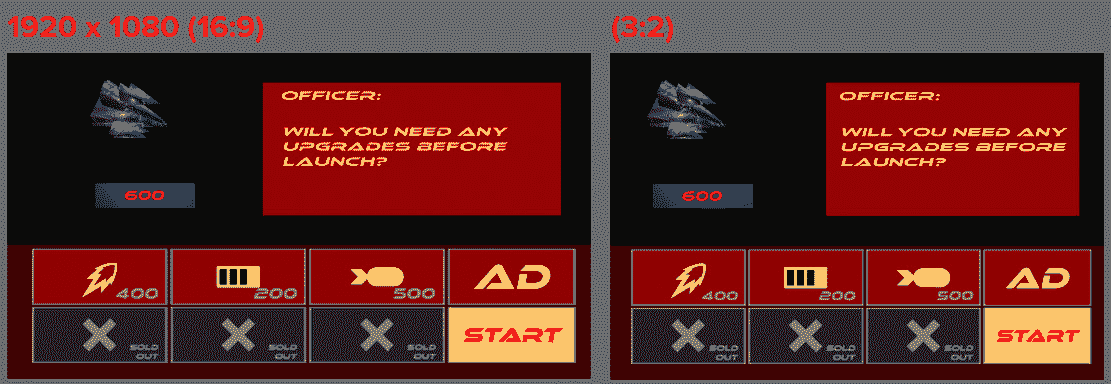 1920 x 1080 (16:9)
OFFICER:
WILL YOU NEED ANY
UPGRADES BEFORE
LAUNCH?
600
400
200
500
AD
SOLD
OUT
SOLD
OUT
SOLD
OUT
START
(3:2)
OFFICER:
WILL YOU NEED ANY
UPGRADES BEFORE
LAUNCH?
600
400
200
500
AD
SOLD
OUT
SOLD
OUT
SOLD
OUT
START